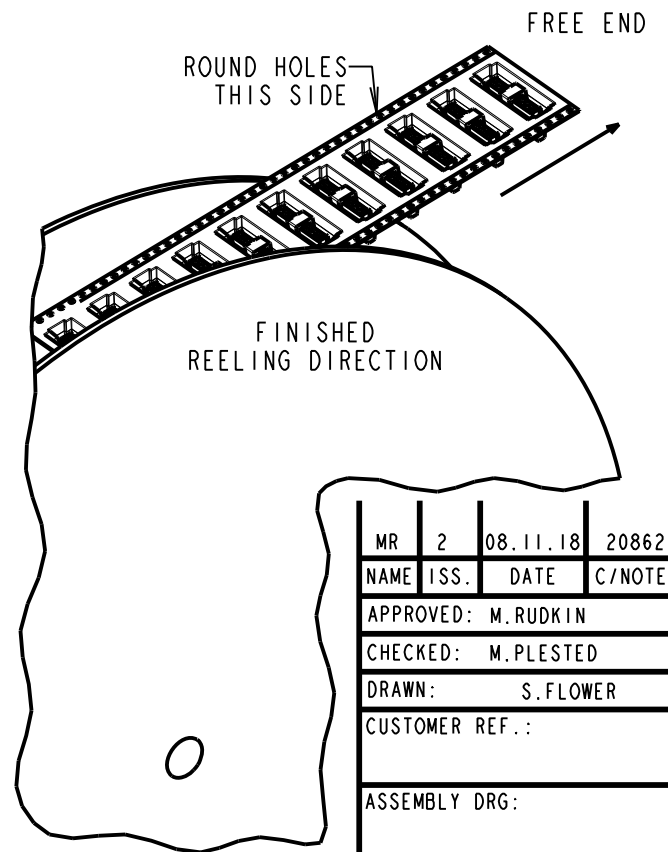 FREE END
ROUND HOLES
THIS SIDE
FINISHED
REELING DIRECTION
MR 2 08.11.18 20862
NAME ISS. DATE C/NOTE
APPROVED: M.RUDKIN
CHECKED: M.PLESTED
DRAWN: S.FLOWER
CUSTOMER REF.:
ASSEMBLY DRG: